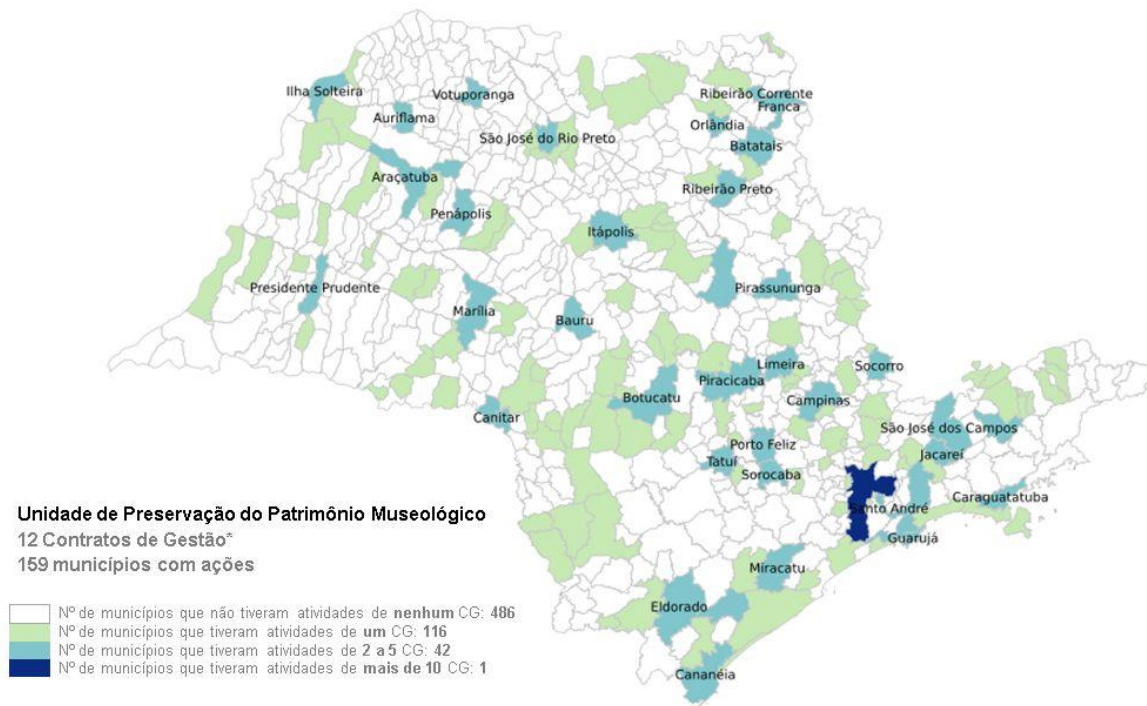 Ilha Solteira
Votuporanga
Ribeirão Corrente
Franca
Auriflama
Orlândia
São José do Rio Preto
Batatais
Araçatuba
Ribeirão Preto
Penápolis
Itápolis
Presidente Prudente
Pirassununga
Marília
Bauru
Limeira
Socorro
Piracicaba
Botucatu
Campinas
Canitar
São José dos Campos
Porto Feliz
Jacareí
Tatuí
Sorocaba
Caraguatatuba
Santo André
Guarujá
Miracatu
Eldorado
Cananéia
Unidade de Preservação do Patrimônio Museológico
12 Contratos de Gestão*
159 municípios com ações
Nº de municípios que não tiveram atividades de nenhum CG: 486
Nº de municípios que tiveram atividades de um CG: 116
Nº de municípios que tiveram atividades de 2 a 5 CG: 42
Nº de municípios que tiveram atividades de mais de 10 CG: 1